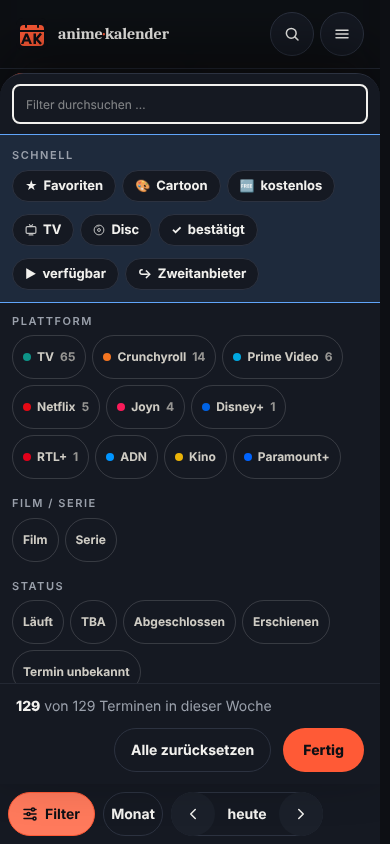 AK anime·kalender
Filter durchsuchen ...
SCHNELL
★ Favoriten 🎨 Cartoon 🆓 kostenlos
TV Disc ✓ bestätigt
▶ verfügbar ↪ Zweitanbieter
PLATTFORM
TV 65 Crunchyroll 14 Prime Video 6
Netflix 5 Joyn 4 Disney+ 1
RTL+ 1 ADN Kino Paramount+
FILM / SERIE
Film Serie
STATUS
Läuft TBA Abgeschlossen Erschienen
Termin unbekannt
129 von 129 Terminen in dieser Woche
Alle zurücksetzen Fertig
Filter Monat heute